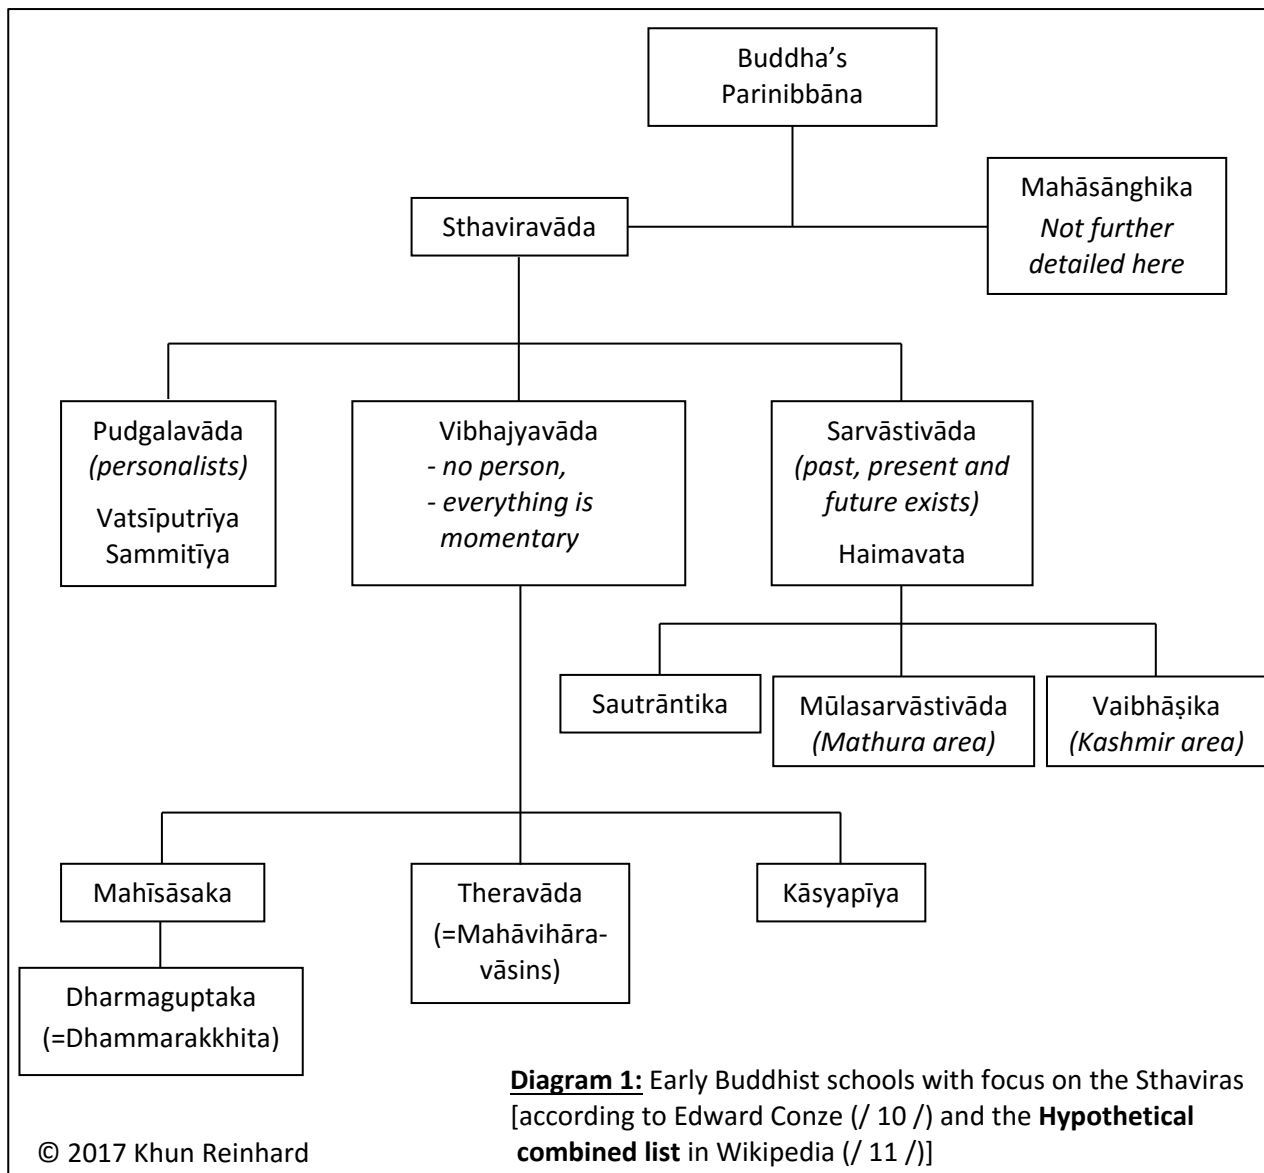 Buddha’s
Parinibbāna
Mahāsānghika
Not further
detailed here
Sthaviravāda
Pudgalavāda
(personalists)
Vatsīputrīya
Sammitīya
Vibhajyavāda
- no person,
- everything is
momentary
Sarvāstivāda
(past, present and
future exists)
Haimavata
Sautrāntika
Mūlasarvāstivāda
(Mathura area)
Vaibhāṣika
(Kashmir area)
Mahīsāsaka
Theravāda
(=Mahāvihāra-
vāsins)
Kāsyapīya
Dharmaguptaka
(=Dhammarakkhita)
Diagram 1: Early Buddhist schools with focus on the Sthaviras
[according to Edward Conze (/ 10 /) and the Hypothetical
combined list in Wikipedia (/ 11 /)]
© 2017 Khun Reinhard